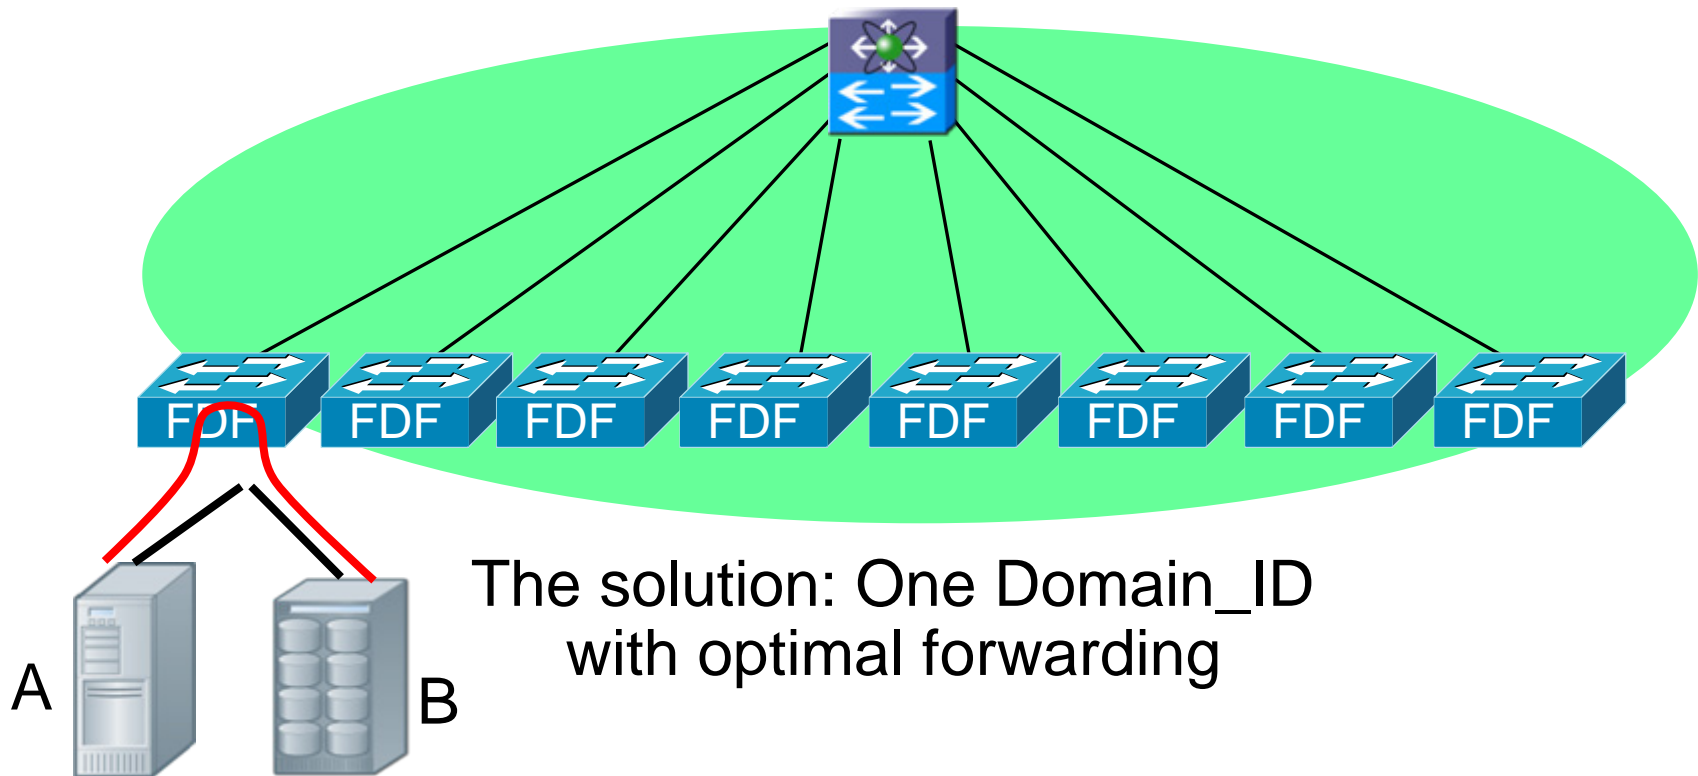 FDF FDF FDF FDF FDF FDF FDF FDF
The solution: One Domain_ID
with optimal forwarding
A
B